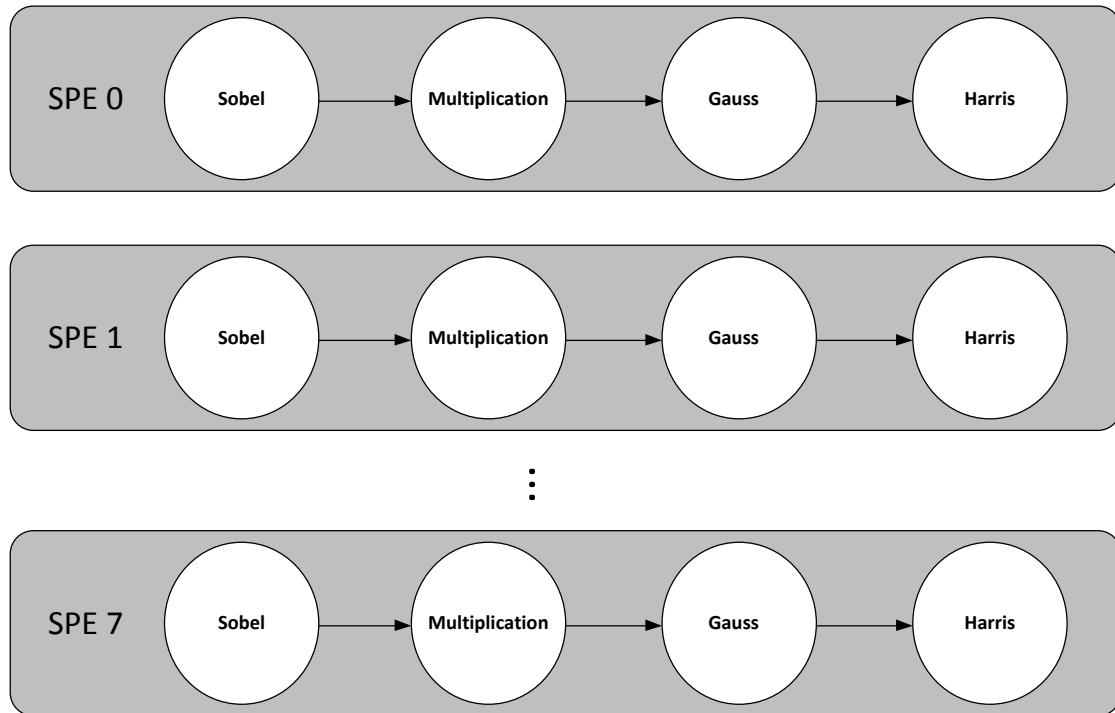 SPE 0 Sobel Multiplication Gauss Harris
SPE 1 Sobel Multiplication Gauss Harris
SPE 7 Sobel Multiplication Gauss Harris